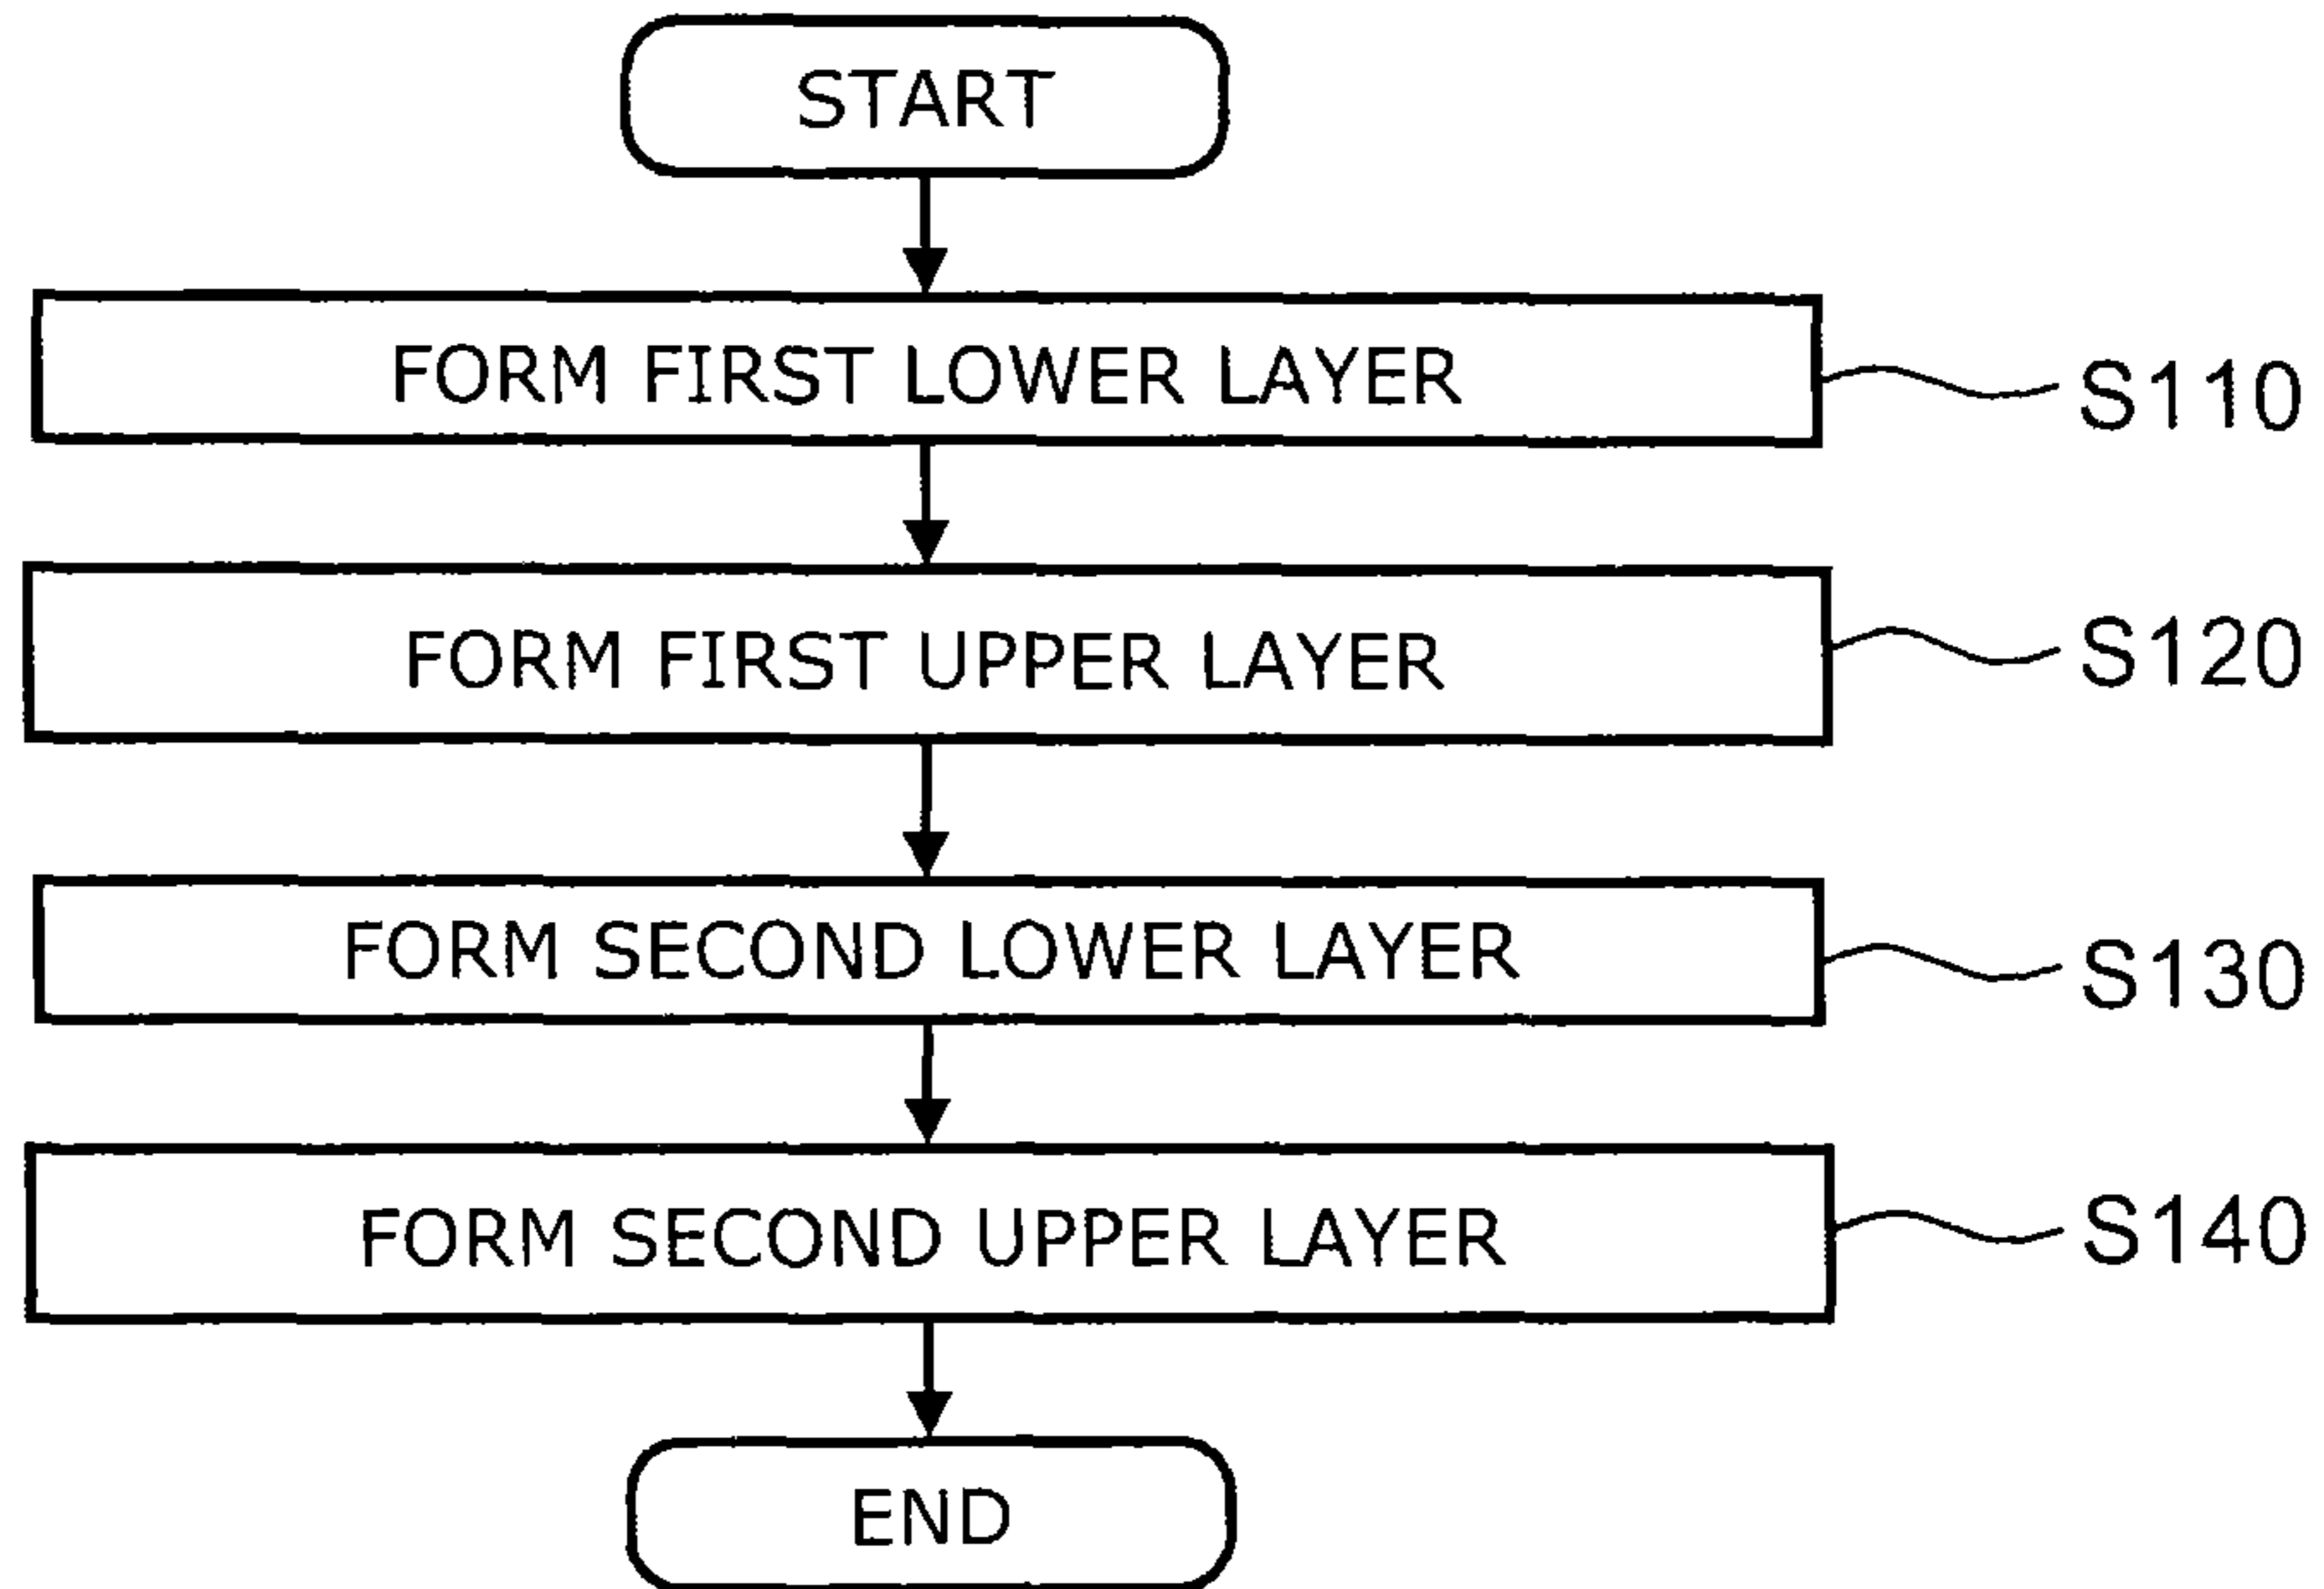 START
FORM FIRST LOWER LAYER S110
FORM FIRST UPPER LAYER S120
FORM SECOND LOWER LAYER S130
FORM SECOND UPPER LAYER S140
END